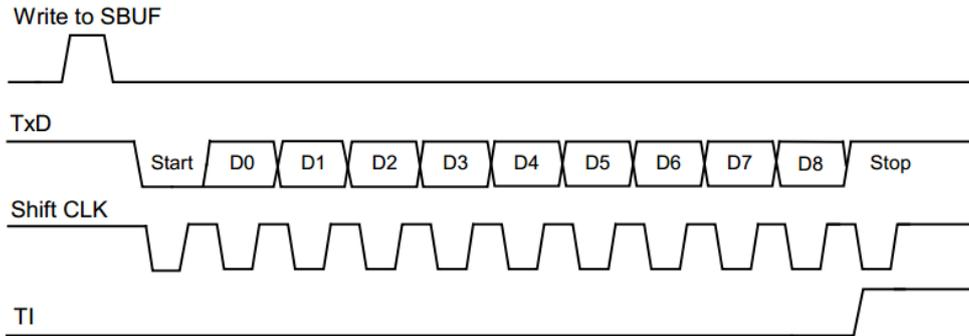 Write to SBUF
TxD
Start D0 D1 D2 D3 D4 D5 D6 D7 D8 Stop
Shift CLK
TI